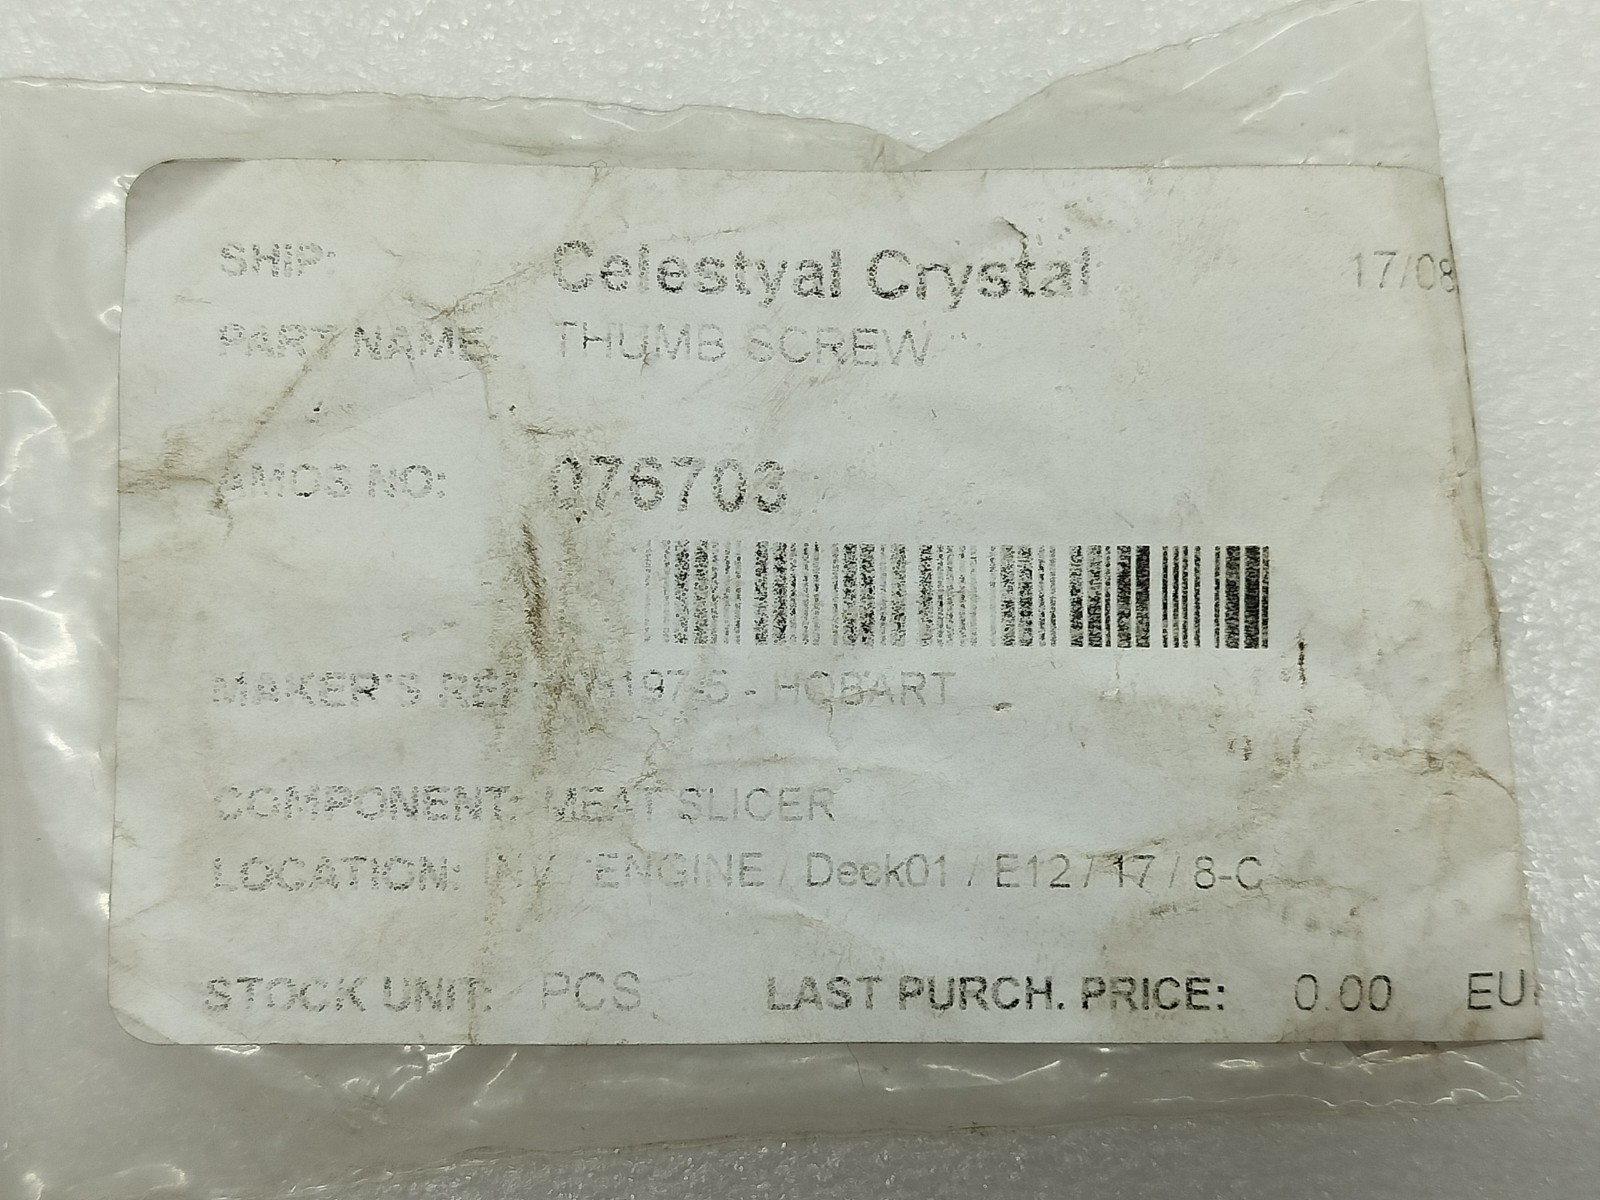 SHIP: Celestyal Crystal 17/08
PART NAME: THUMB SCREW
AMOS NO: 076703
MAKER'S REF: - HOBART
COMPONENT: MEAT SLICER
LOCATION: / ENGINE / Deck01 / E12 / 17 / 8-C
STOCK UNIT: PCS LAST PURCH. PRICE: 0.00 EU